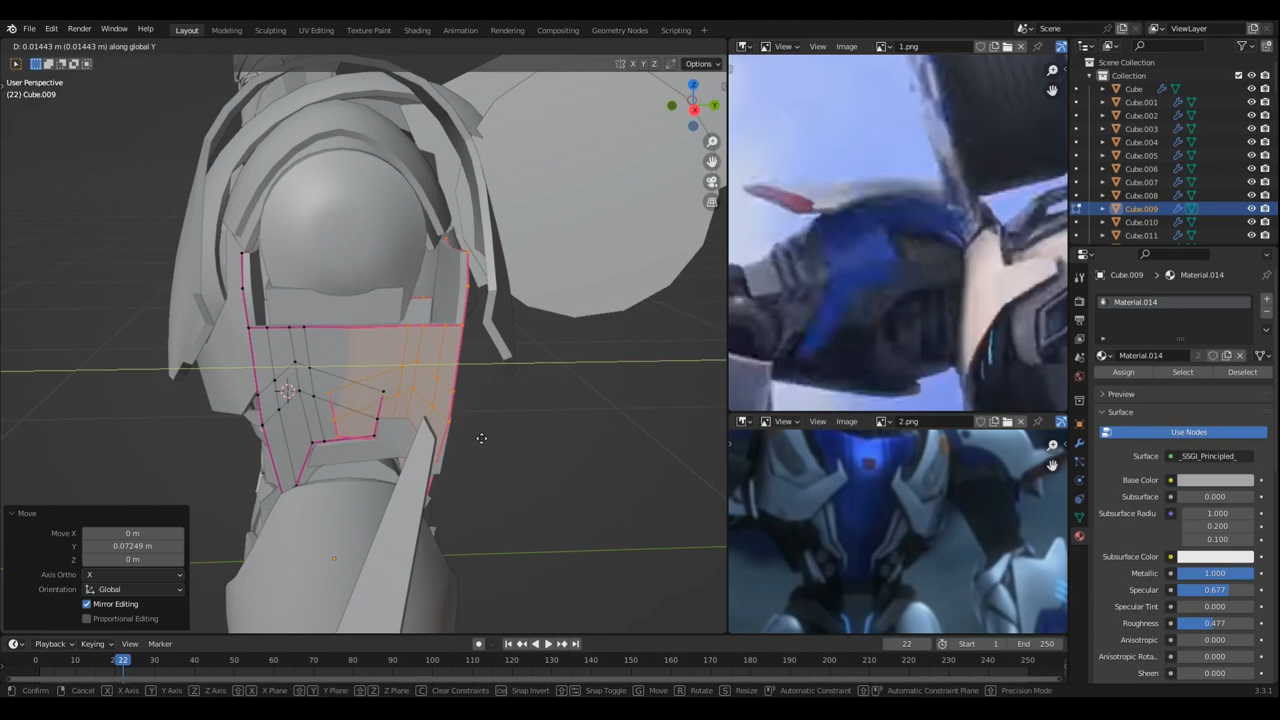 File Edit Render Window Help Layout Modeling Sculpting UV Editing Texture Paint Shading Animation Rendering Compositing Geometry Nodes Scripting + Scene ViewLayer
D: 0.01443 m (0.01443 m) along global Y
View View Image 1.png
X Y Z Options
User Perspective
(22) Cube.009
Z
Y
X
Scene Collection
Collection
Cube
Cube.001
Cube.002
Cube.003
Cube.004
Cube.005
Cube.006
Cube.007
Cube.008
Cube.009
Cube.010
Cube.011
Cube.009 > Material.014
Material.014
Material.014 2
Assign Select Deselect
Preview
Surface
Use Nodes
Surface _SSGI_Principled_
Base Color
Subsurface 0.000
Subsurface Radiu 1.000
0.200
0.100
Subsurface Color
Metallic 1.000
Specular 0.677
Specular Tint 0.000
Roughness 0.477
Anisotropic 0.000
Anisotropic Rota... 0.000
Sheen 0.000
View View Image 2.png
Move
Move X 0 m
Y 0.07249 m
Z 0 m
Axis Ortho X
Orientation Global
Mirror Editing
Proportional Editing
Playback Keying View Marker 22 Start 1 End 250
0 10 22 30 40 50 60 70 80 90 100 110 120 130 140 150 160 170 180 190 200 210 220 230 240 250
Confirm Cancel X X Axis Y Y Axis Z Z Axis X X Plane Y Y Plane Z Z Plane C Clear Constraints Snap Invert Snap Toggle G Move R Rotate S Resize Automatic Constraint Automatic Constraint Plane Precision Mode 3.3.1